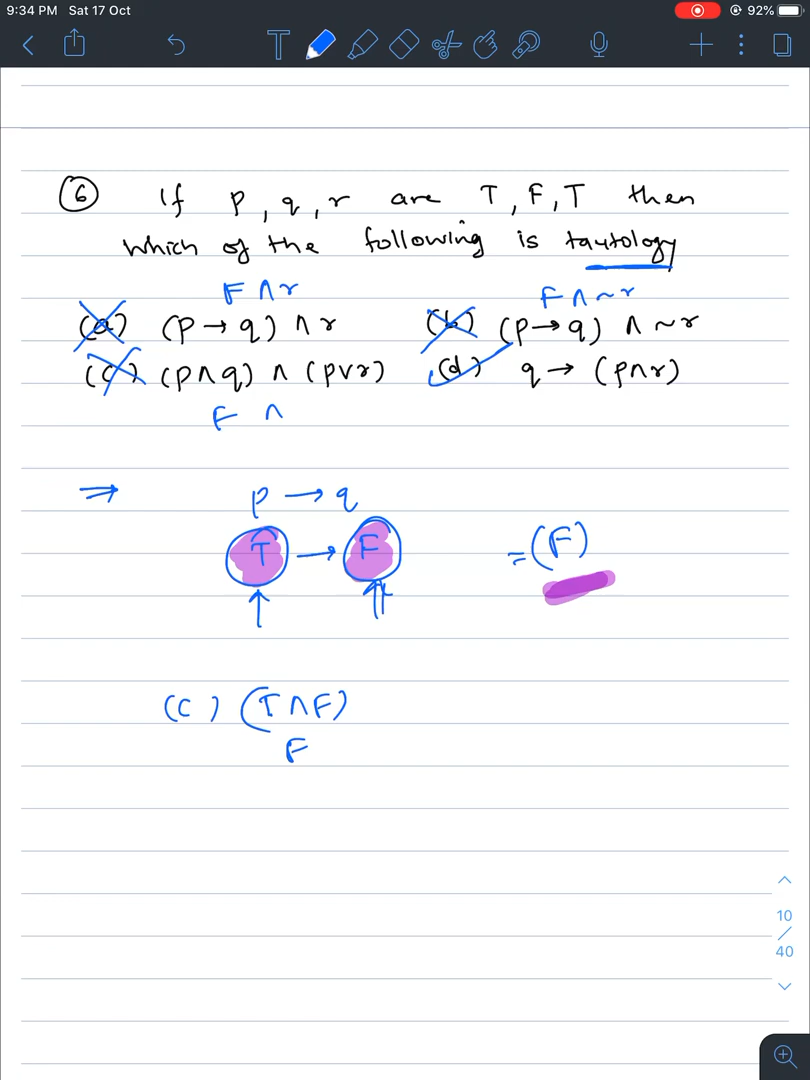 9:34 PM Sat 17 Oct 92%
T
⑥ If p, q, r are T, F, T then
which of the following is tautology
F ∧ r F ∧ ~r
(a) (p → q) ∧ r (b) (p → q) ∧ ~r
(c) (p ∧ q) ∧ (p ∨ r) (d) q → (p ∧ r)
F ∧
⇒ p → q
T → F = (F)
(C) (T ∧ F)
F
10
/
40